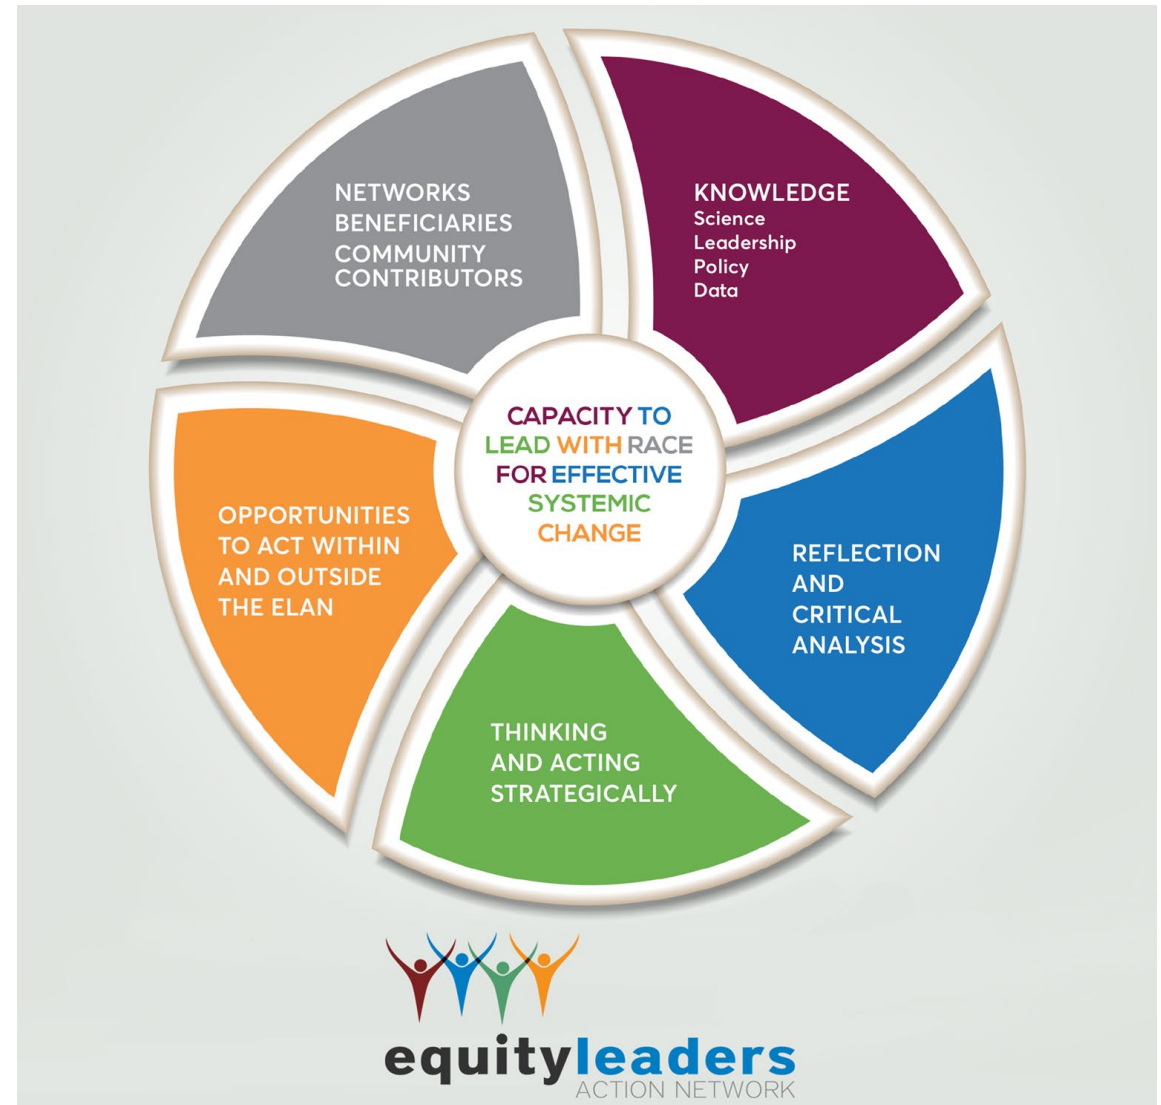 NETWORKS
BENEFICIARIES
COMMUNITY
CONTRIBUTORS
KNOWLEDGE
Science
Leadership
Policy
Data
CAPACITY TO
LEAD WITH RACE
FOR EFFECTIVE
SYSTEMIC
CHANGE
OPPORTUNITIES
TO ACT WITHIN
AND OUTSIDE
THE ELAN
REFLECTION
AND
CRITICAL
ANALYSIS
THINKING
AND ACTING
STRATEGICALLY
equityleaders
ACTION NETWORK